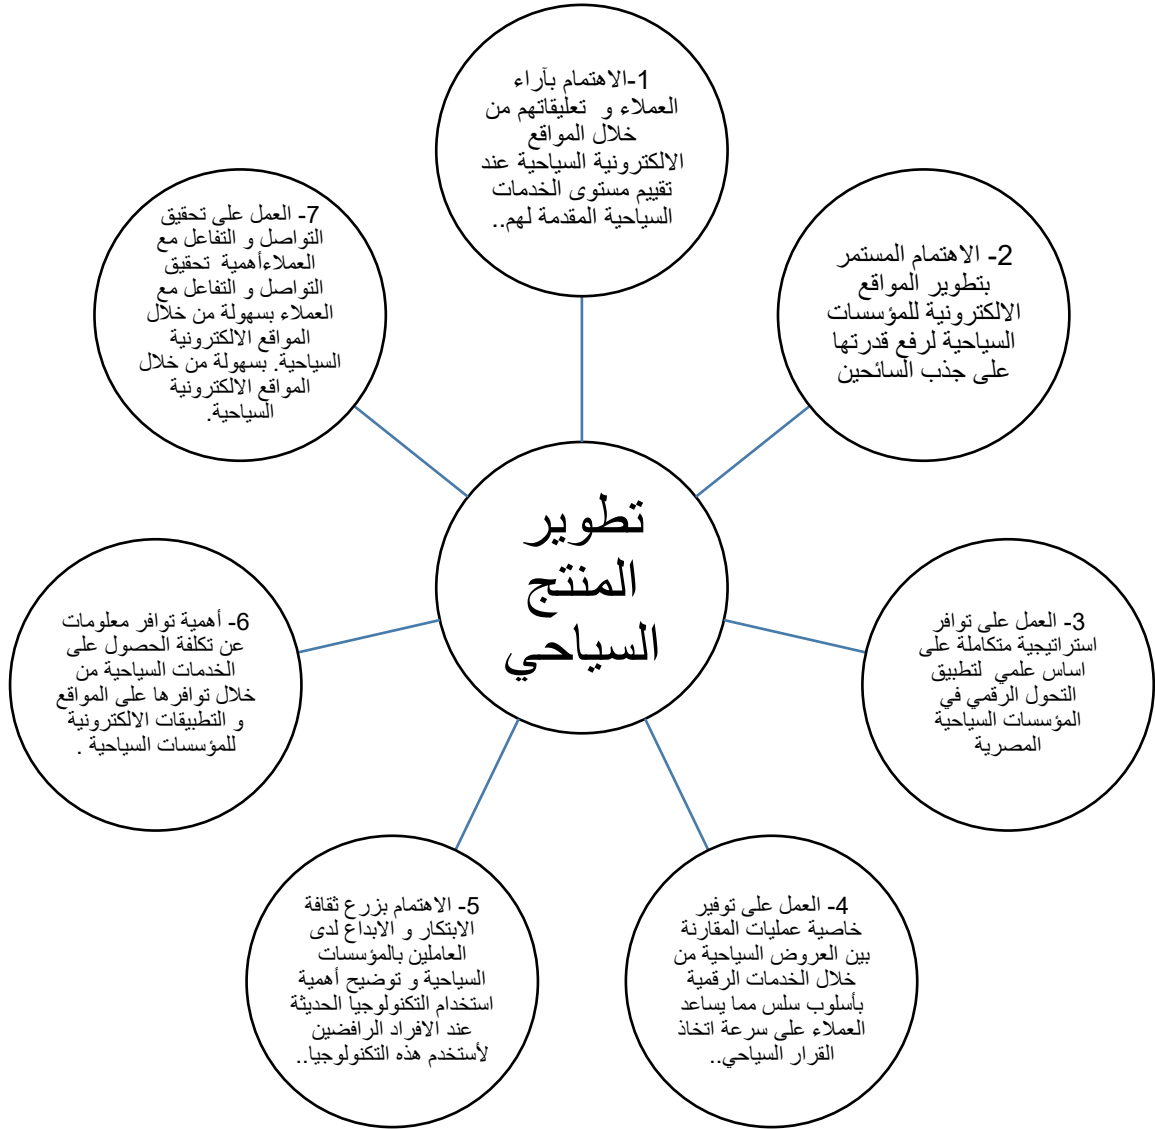 تطوير
المنتج
السياحي
1-الاهتمام بآراء
العملاء و تعليقاتهم من
خلال المواقع
الالكترونية السياحية عند
تقييم مستوى الخدمات
السياحية المقدمة لهم..
2- الاهتمام المستمر
بتطوير المواقع
الالكترونية للمؤسسات
السياحية لرفع قدرتها
على جذب السائحين
3- العمل على توافر
استراتيجية متكاملة على
اساس علمي لتطبيق
التحول الرقمي في
المؤسسات السياحية
المصرية
4- العمل على توفير
خاصية عمليات المقارنة
بين العروض السياحية من
خلال الخدمات الرقمية
بأسلوب سلس مما يساعد
العملاء على سرعة اتخاذ
القرار السياحي..
5- الاهتمام بزرع ثقافة
الابتكار و الابداع لدى
العاملين بالمؤسسات
السياحية و توضيح أهمية
استخدام التكنولوجيا الحديثة
عند الافراد الرافضين
لأستخدم هذه التكنولوجيا..
6- أهمية توافر معلومات
عن تكلفة الحصول على
الخدمات السياحية من
خلال توافرها على المواقع
و التطبيقات الالكترونية
للمؤسسات السياحية .
7- العمل على تحقيق
التواصل و التفاعل مع
العملاءأهمية تحقيق
التواصل و التفاعل مع
العملاء بسهولة من خلال
المواقع الالكترونية
السياحية. بسهولة من خلال
المواقع الالكترونية
السياحية.